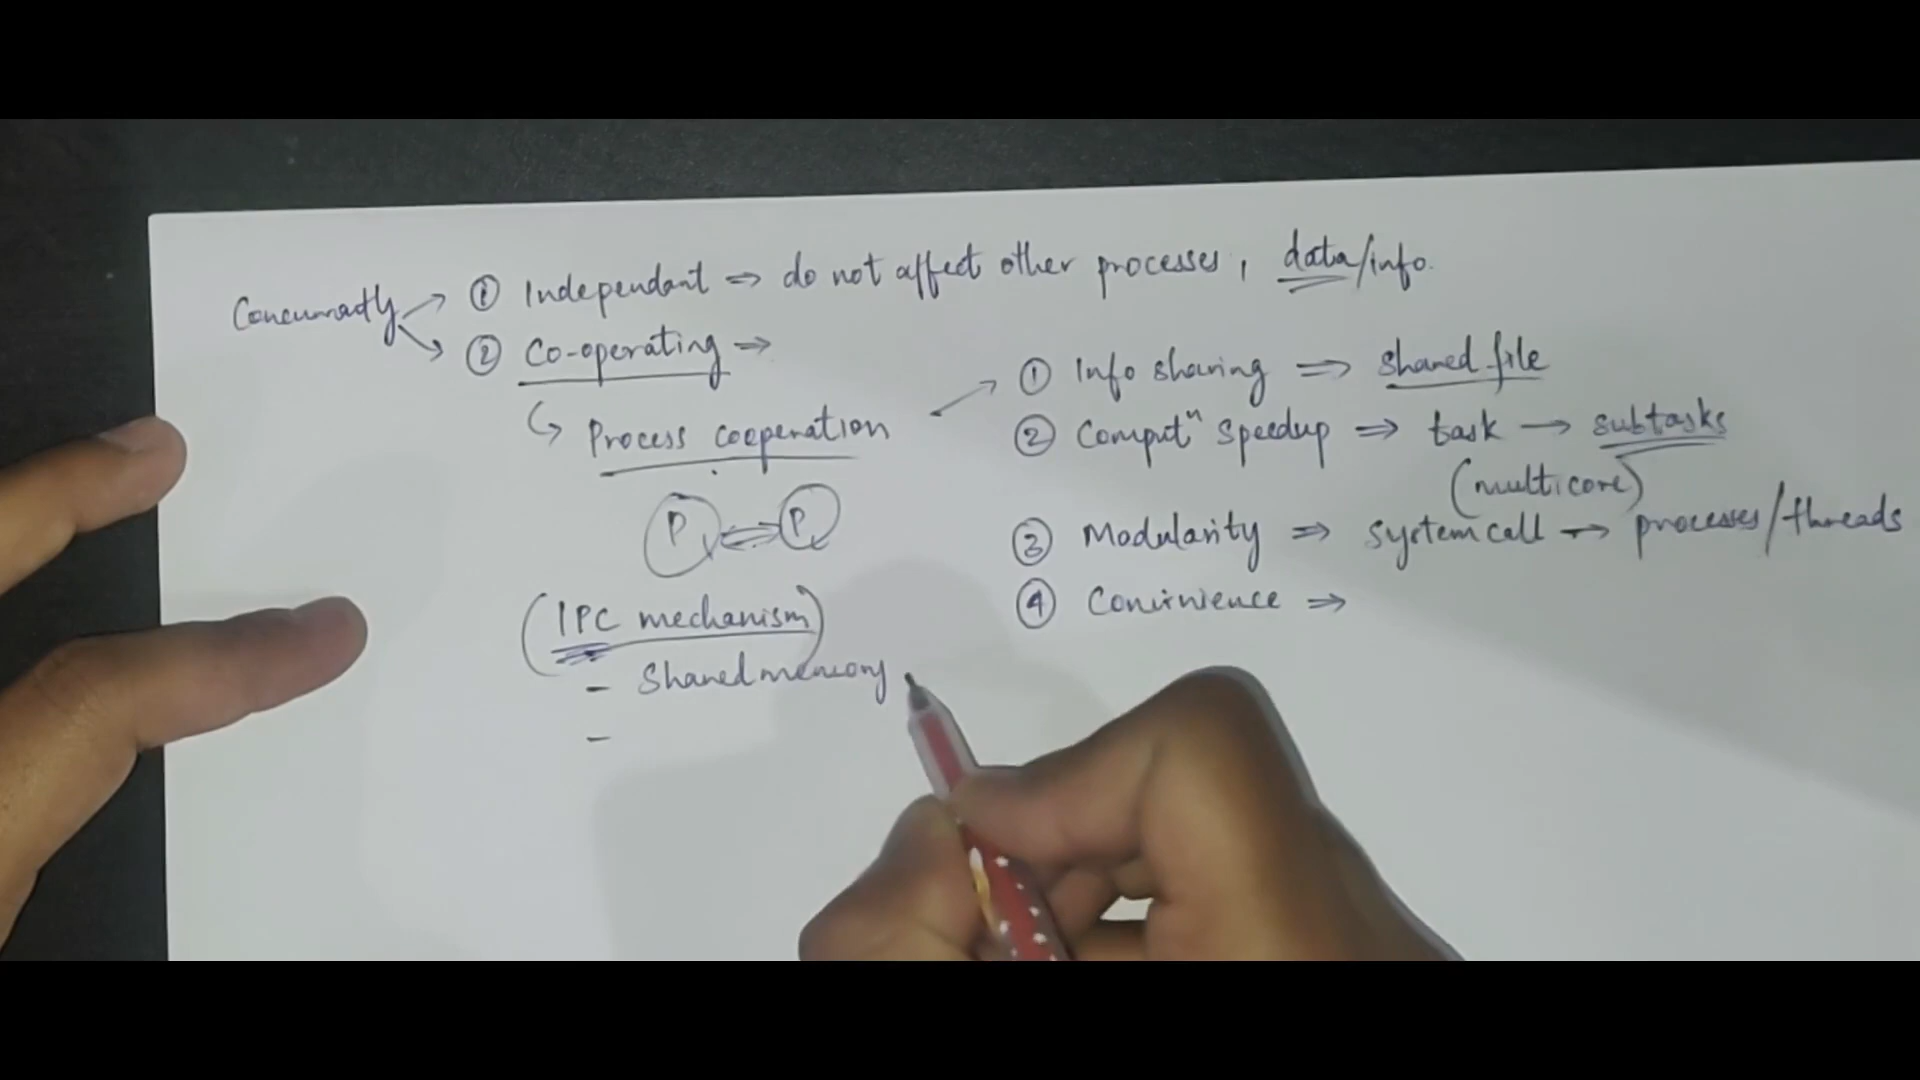 Concurrently → ① Independant ⇒ do not affect other processes, data/info.
→ ② Co-operating ⇒
↳ Process cooperation → ① Info sharing ⇒ shared file
② Computⁿ Speedup ⇒ task → subtasks
(multicore)
③ Modularity ⇒ system call → processes/threads
④ Convinience ⇒
P ⇌ P
(IPC mechanism)
- Shared memory
-